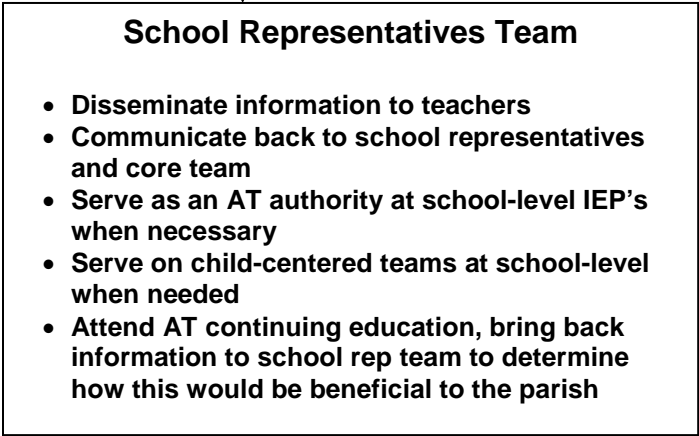 School Representatives Team
• Disseminate information to teachers
• Communicate back to school representatives
and core team
• Serve as an AT authority at school-level IEP's
when necessary
• Serve on child-centered teams at school-level
when needed
• Attend AT continuing education, bring back
information to school rep team to determine
how this would be beneficial to the parish